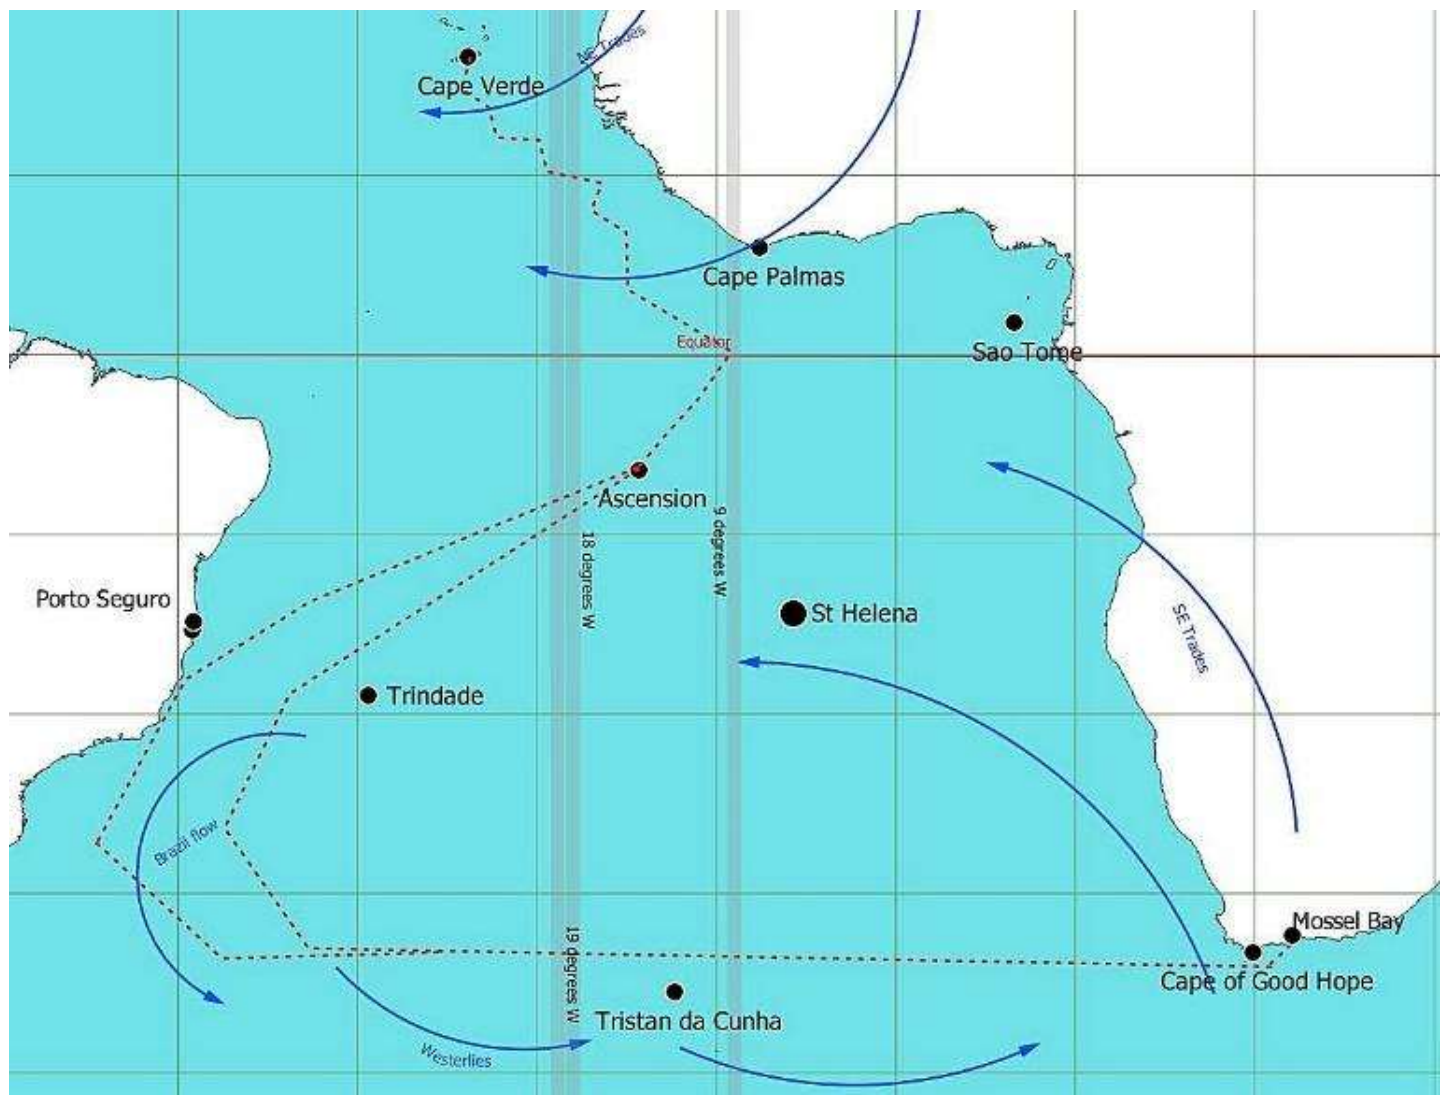 NE Trades
Cape Verde
Cape Palmas
Equator
Sao Tome
Ascension
9 degrees W
18 degrees W
Porto Seguro
St Helena
SE Trades
Trindade
Brazil flow
19 degrees W
Mossel Bay
Cape of Good Hope
Tristan da Cunha
Westerlies